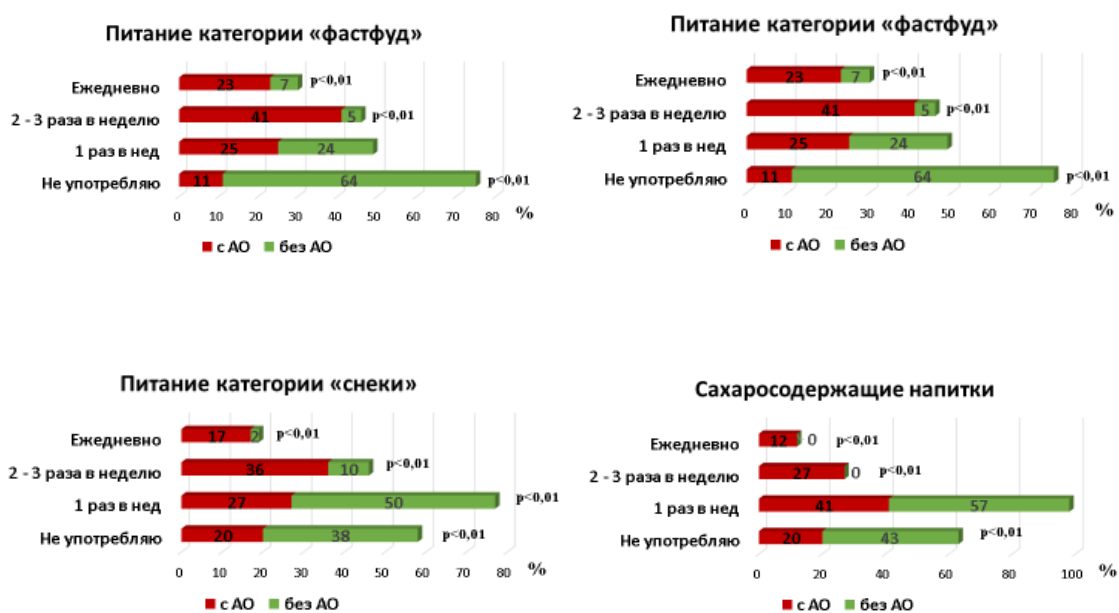 Питание категории «фастфуд»
Ежедневно 23 7 p<0,01
2 - 3 раза в неделю 41 5 p<0,01
1 раз в нед 25 24
Не употребляю 11 64 p<0,01
0 10 20 30 40 50 60 70 80 %
с АО без АО
Питание категории «фастфуд»
Ежедневно 23 7 p<0,01
2 - 3 раза в неделю 41 5 p<0,01
1 раз в нед 25 24
Не употребляю 11 64 p<0,01
0 10 20 30 40 50 60 70 80 %
с АО без АО
Питание категории «снеки»
Ежедневно 17 2 p<0,01
2 - 3 раза в неделю 36 10 p<0,01
1 раз в нед 27 50 p<0,01
Не употребляю 20 38 p<0,01
0 10 20 30 40 50 60 70 80 %
с АО без АО
Сахаросодержащие напитки
Ежедневно 12 0 p<0,01
2 - 3 раза в неделю 27 0 p<0,01
1 раз в нед 41 57
Не употребляю 20 43 p<0,01
0 20 40 60 80 100 %
с АО без АО